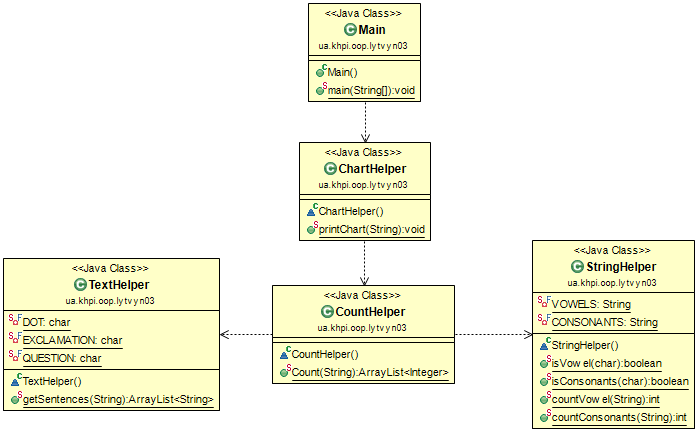 <<Java Class>>
Main
ua.khpi.oop.lytvyn03
Main()
main(String[]):void
<<Java Class>>
ChartHelper
ua.khpi.oop.lytvyn03
ChartHelper()
printChart(String):void
<<Java Class>>
TextHelper
ua.khpi.oop.lytvyn03
DOT: char
EXCLAMATION: char
QUESTION: char
TextHelper()
getSentences(String):ArrayList<String>
<<Java Class>>
CountHelper
ua.khpi.oop.lytvyn03
CountHelper()
Count(String):ArrayList<Integer>
<<Java Class>>
StringHelper
ua.khpi.oop.lytvyn03
VOWELS: String
CONSONANTS: String
StringHelper()
isVowel(char):boolean
isConsonants(char):boolean
countVowel(String):int
countConsonants(String):int